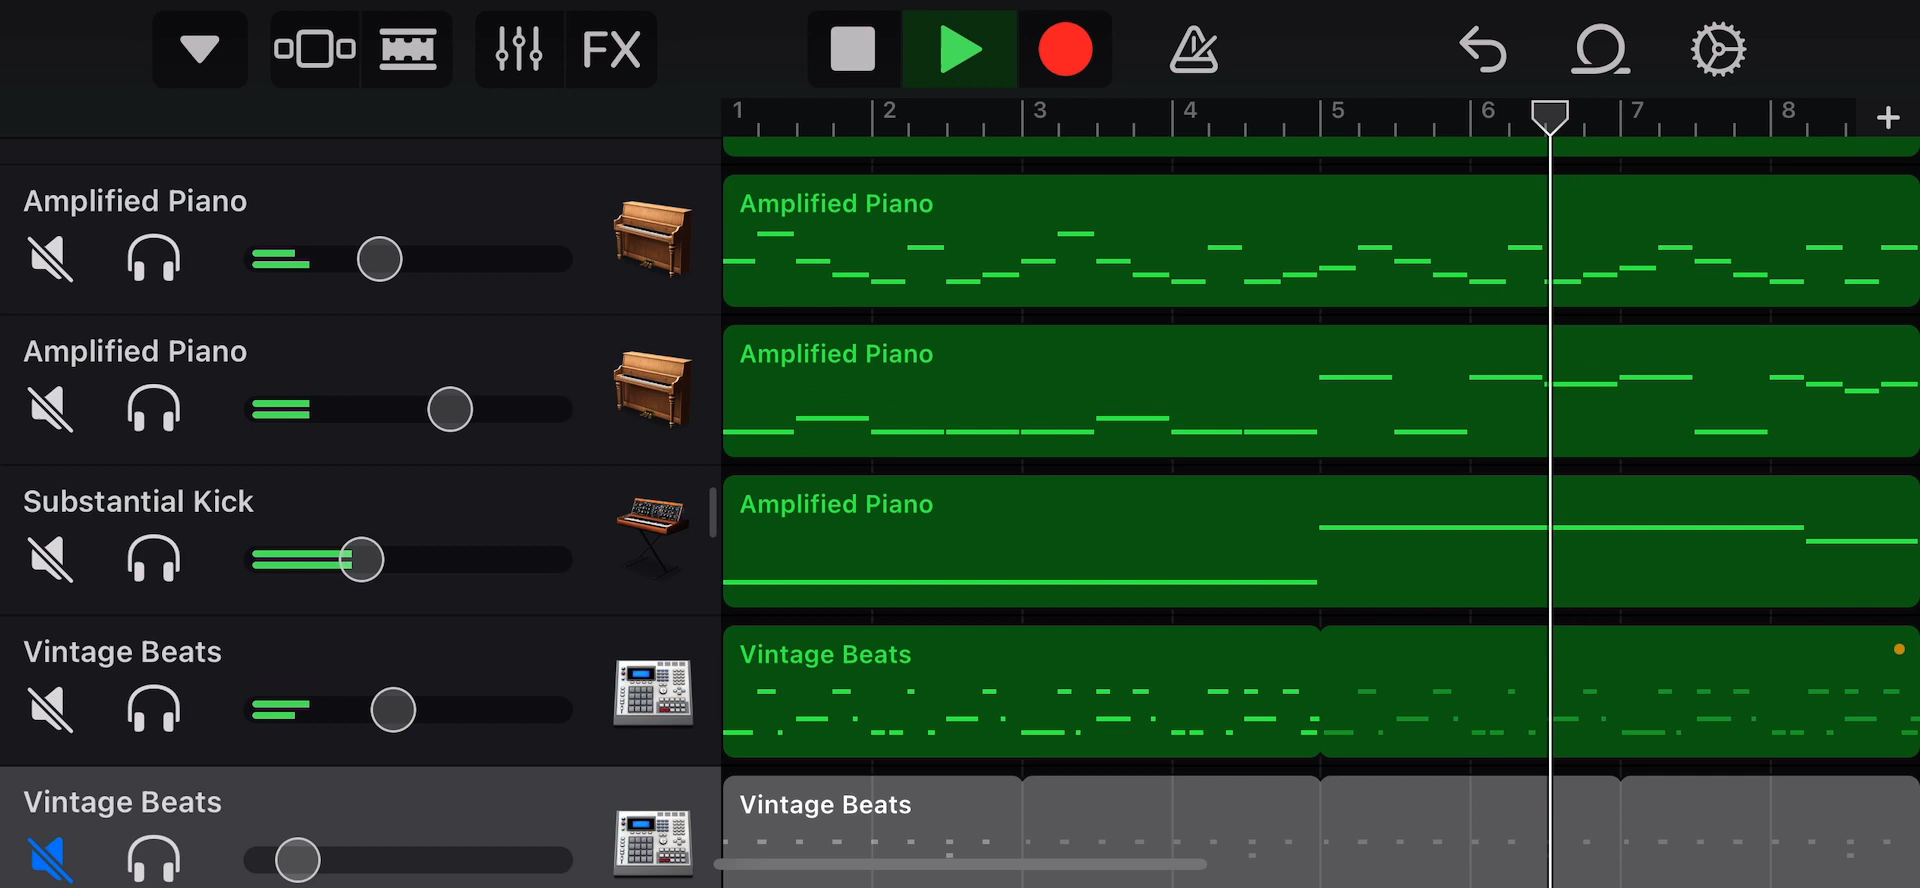 FX
1 2 3 4 5 6 7 8 +
Amplified Piano
Amplified Piano
Amplified Piano
Amplified Piano
Substantial Kick
Amplified Piano
Vintage Beats
Vintage Beats
Vintage Beats
Vintage Beats